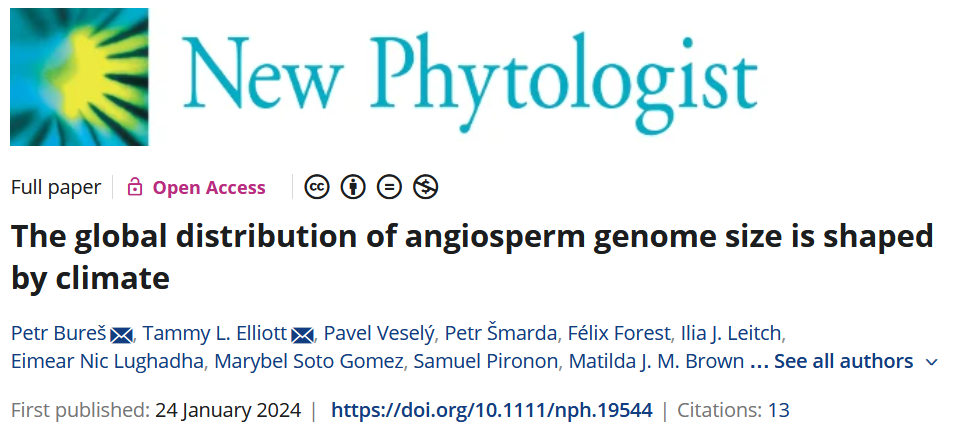 New Phytologist
Full paper Open Access cc
The global distribution of angiosperm genome size is shaped
by climate
Petr Bureš, Tammy L. Elliott, Pavel Veselý, Petr Šmarda, Félix Forest, Ilia J. Leitch,
Eimear Nic Lughadha, Marybel Soto Gomez, Samuel Pironon, Matilda J. M. Brown ... See all authors
First published: 24 January 2024 | https://doi.org/10.1111/nph.19544 | Citations: 13